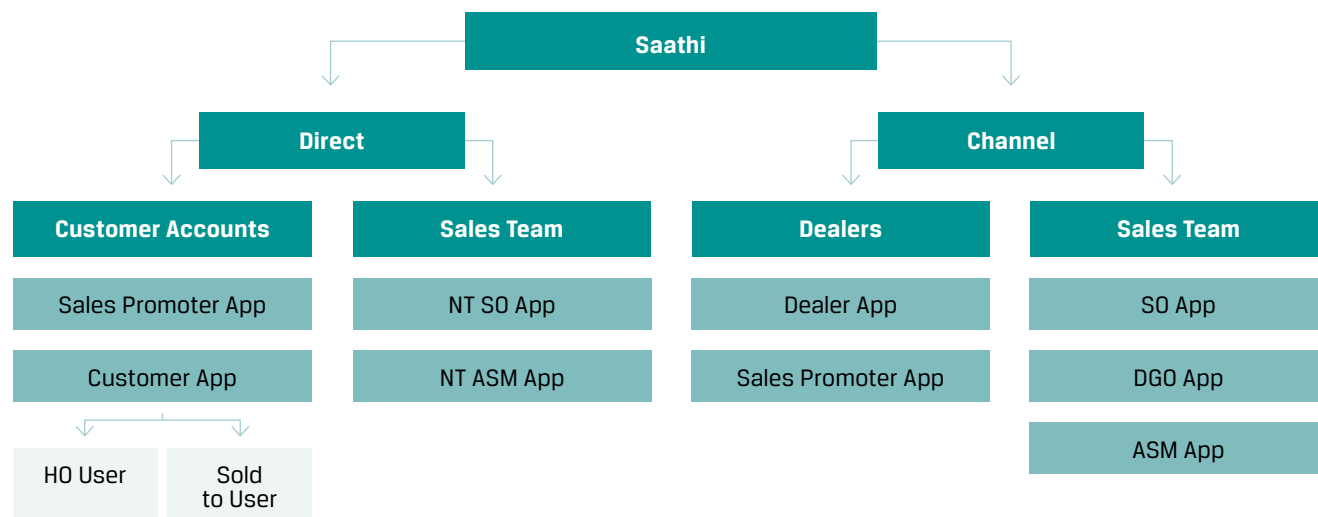 Saathi
Direct
Channel
Customer Accounts
Sales Team
Dealers
Sales Team
Sales Promoter App
NT SO App
Dealer App
SO App
Customer App
NT ASM App
Sales Promoter App
DGO App
ASM App
HO User
Sold
to User